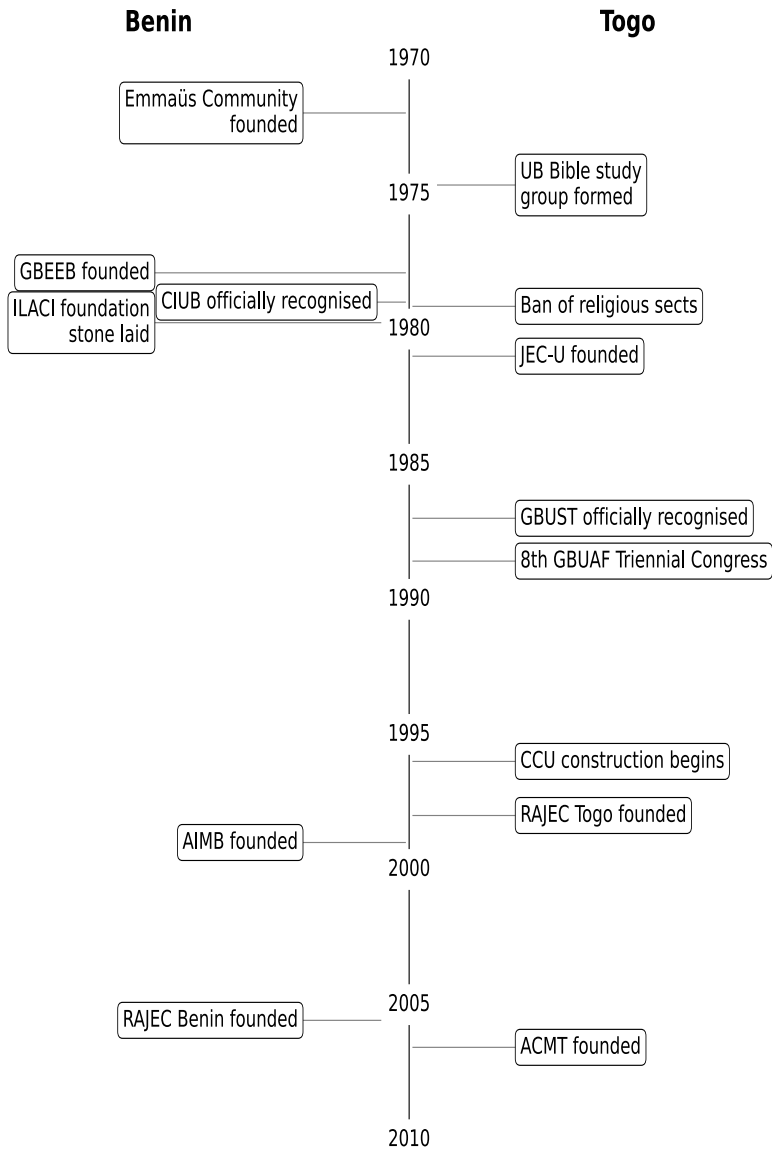 Benin
Togo
1970
Emmaüs Community
founded
UB Bible study
group formed
1975
GBEEB founded
CIUB officially recognised
ILACI foundation
stone laid
Ban of religious sects
1980
JEC-U founded
1985
GBUST officially recognised
8th GBUAF Triennial Congress
1990
1995
CCU construction begins
RAJEC Togo founded
AIMB founded
2000
2005
RAJEC Benin founded
ACMT founded
2010